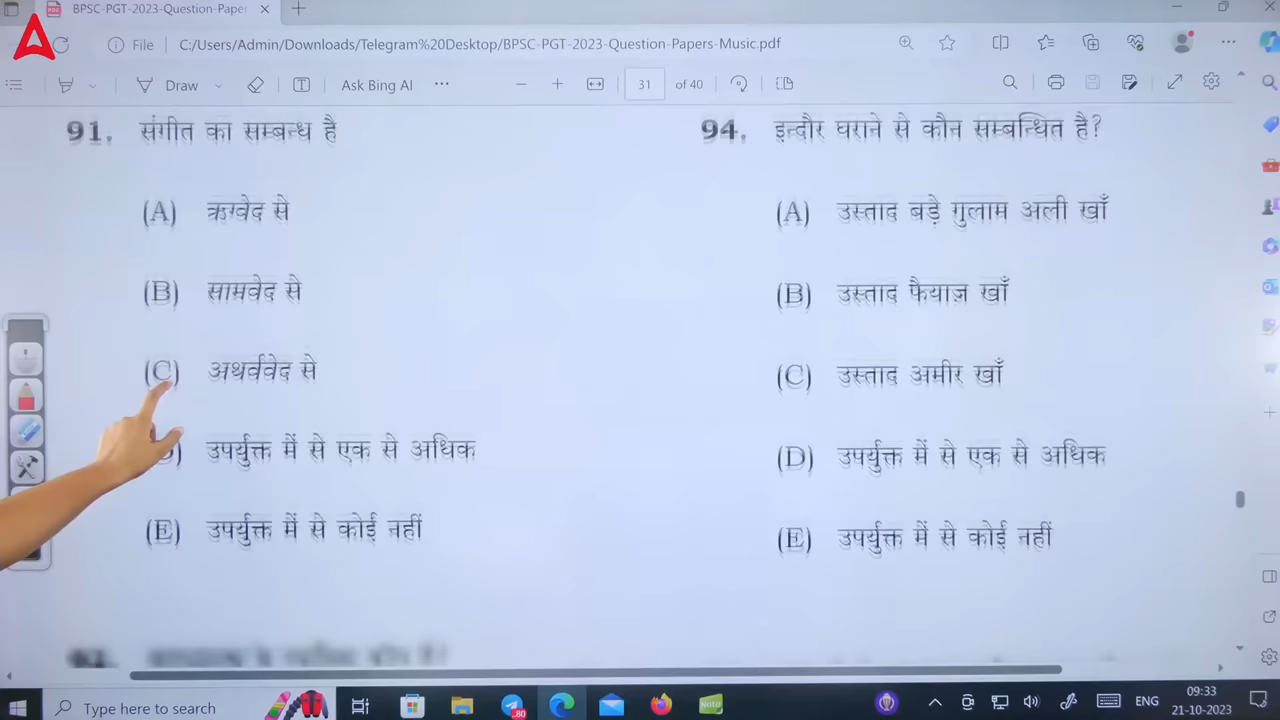 BPSC-PGT-2023-Question-Paper
File
C:/Users/Admin/Downloads/Telegram%20Desktop/BPSC-PGT-2023-Question-Papers-Music.pdf
Draw
Ask Bing AI
31 of 40
91. संगीत का सम्बन्ध है
(A) ऋग्वेद से
(B) सामवेद से
(C) अथर्ववेद से
उपर्युक्त में से एक से अधिक
(E) उपर्युक्त में से कोई नहीं
94. इन्दौर घराने से कौन सम्बन्धित है?
(A) उस्ताद बड़े गुलाम अली खाँ
(B) उस्ताद फैयाज़ खाँ
(C) उस्ताद अमीर खाँ
(D) उपर्युक्त में से एक से अधिक
(E) उपर्युक्त में से कोई नहीं
Type here to search
80
Note
ENG
09:33
21-10-2023